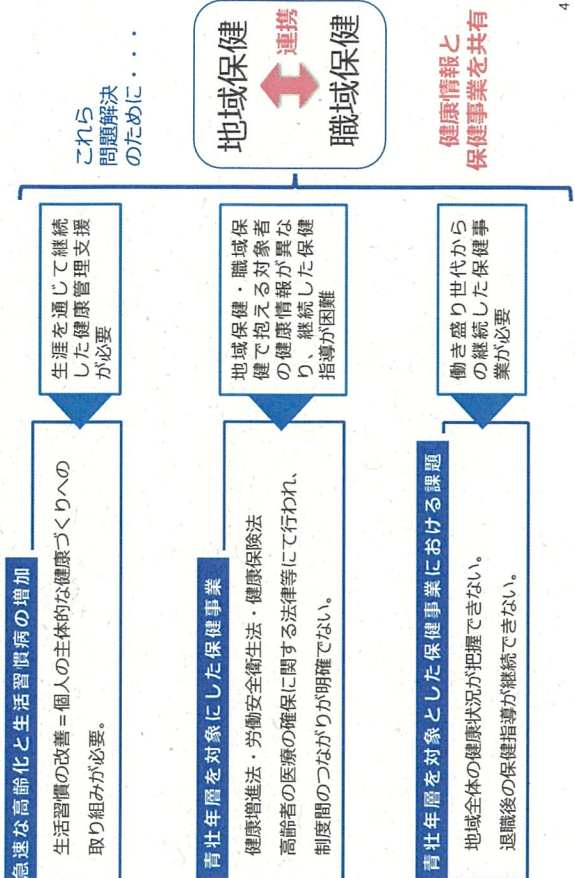 急速な高齢化と生活習慣病の増加
生活習慣の改善＝個人の主体的な健康づくりへの
取り組みが必要。
生涯を通じて継続
した健康管理支援
が必要
青壮年層を対象にした保健事業
健康増進法・労働安全衛生法・健康保険法
高齢者の医療の確保に関する法律等にて行われ、
制度間のつながりが明確でない。
地域保健・職域保
健で抱える対象者
の健康情報が異な
り、継続した保健
指導が困難
青壮年層を対象とした保健事業における課題
地域全体の健康状況が把握できない。
退職後の保健指導が継続できない。
働き盛り世代から
の継続した保健事
業が必要
これら
問題解決
のために・・・
地域保健
連携
職域保健
健康情報と
保健事業を共有
4